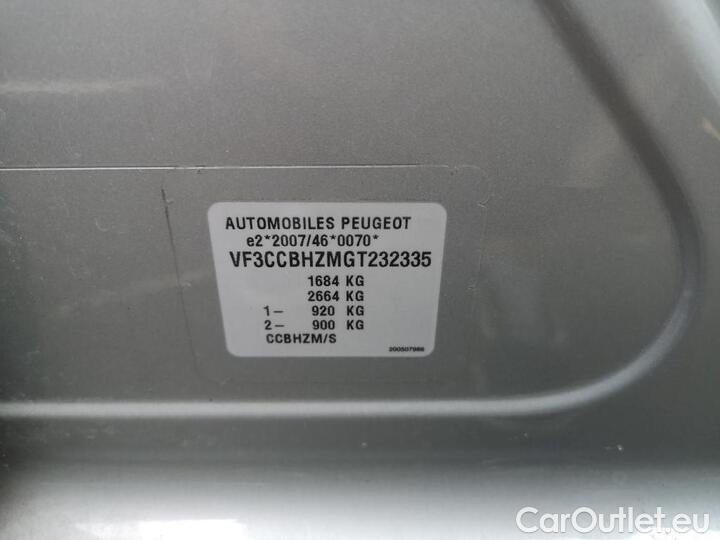 AUTOMOBILES PEUGEOT
e2*2007/46*0070*
VF3CCBHZMGT232335
1684 KG
2664 KG
1- 920 KG
2- 900 KG
CCBHZM/S
200507986
CarOutlet.eu